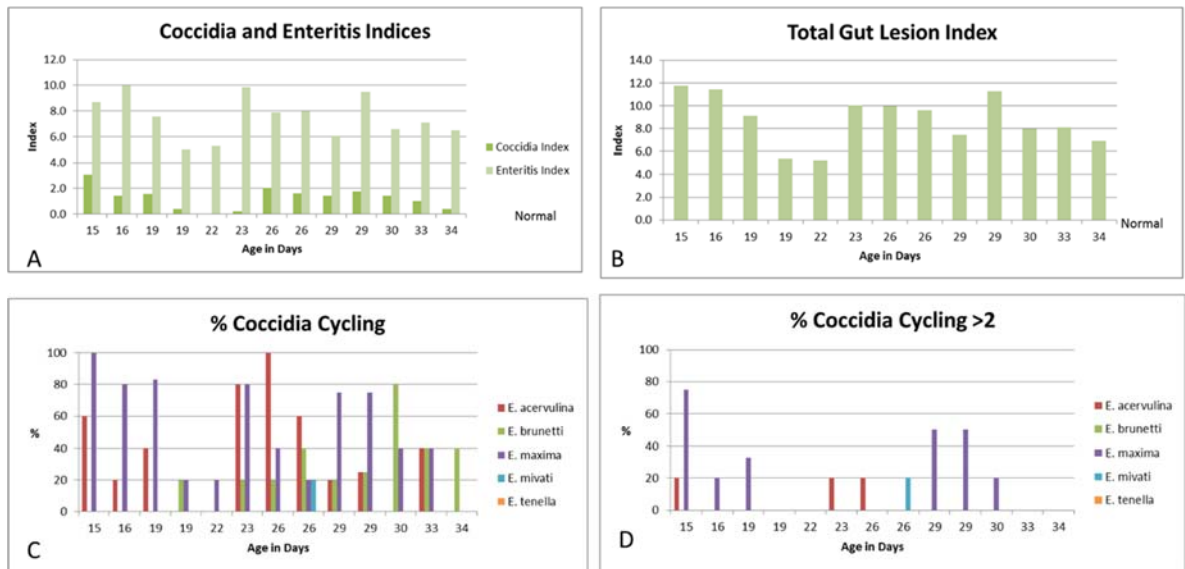 Coccidia and Enteritis Indices
12.0
10.0
8.0
6.0
4.0
2.0
0.0
Index
15 16 19 19 22 23 26 26 29 29 30 33 34
Age in Days
Coccidia Index
Enteritis Index
Normal
A
Total Gut Lesion Index
14.0
12.0
10.0
8.0
6.0
4.0
2.0
0.0
Index
15 16 19 19 22 23 26 26 29 29 30 33 34
Age in Days
Normal
B
% Coccidia Cycling
100
80
60
40
20
0
%
15 16 19 19 22 23 26 26 29 29 30 33 34
Age in Days
E. acervulina
E. brunetti
E. maxima
E. mivati
E. tenella
C
% Coccidia Cycling >2
100
80
60
40
20
0
%
15 16 19 19 22 23 26 26 29 29 30 33 34
Age in Days
E. acervulina
E. brunetti
E. maxima
E. mivati
E. tenella
D